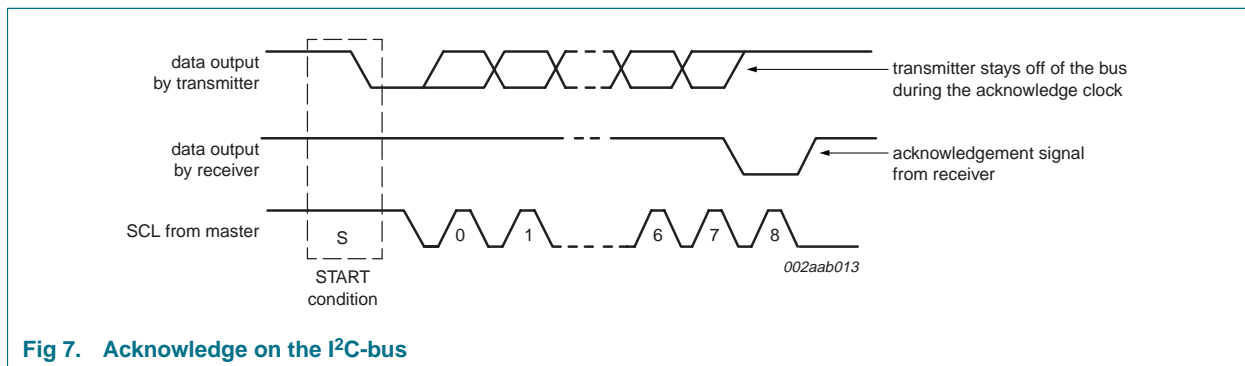 data output
by transmitter
transmitter stays off of the bus
during the acknowledge clock
data output
by receiver
acknowledgement signal
from receiver
SCL from master
S
0
1
6
7
8
002aab013
START
condition
Fig 7. Acknowledge on the I²C-bus